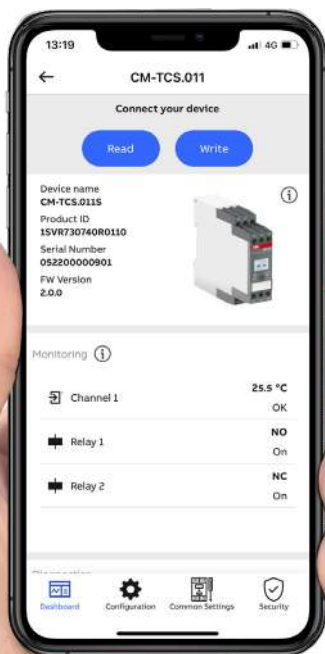 13:19
4G
CM-TCS.011
Connect your device
Read
Write
Device name
CM-TCS.011S
Product ID
1SVR730740R0110
Serial Number
052200000901
FW Version
2.0.0
Monitoring
Channel 1
25.5 °C
OK
Relay 1
NO
On
Relay 2
NC
On
Dashboard
Configuration
Common Settings
Security